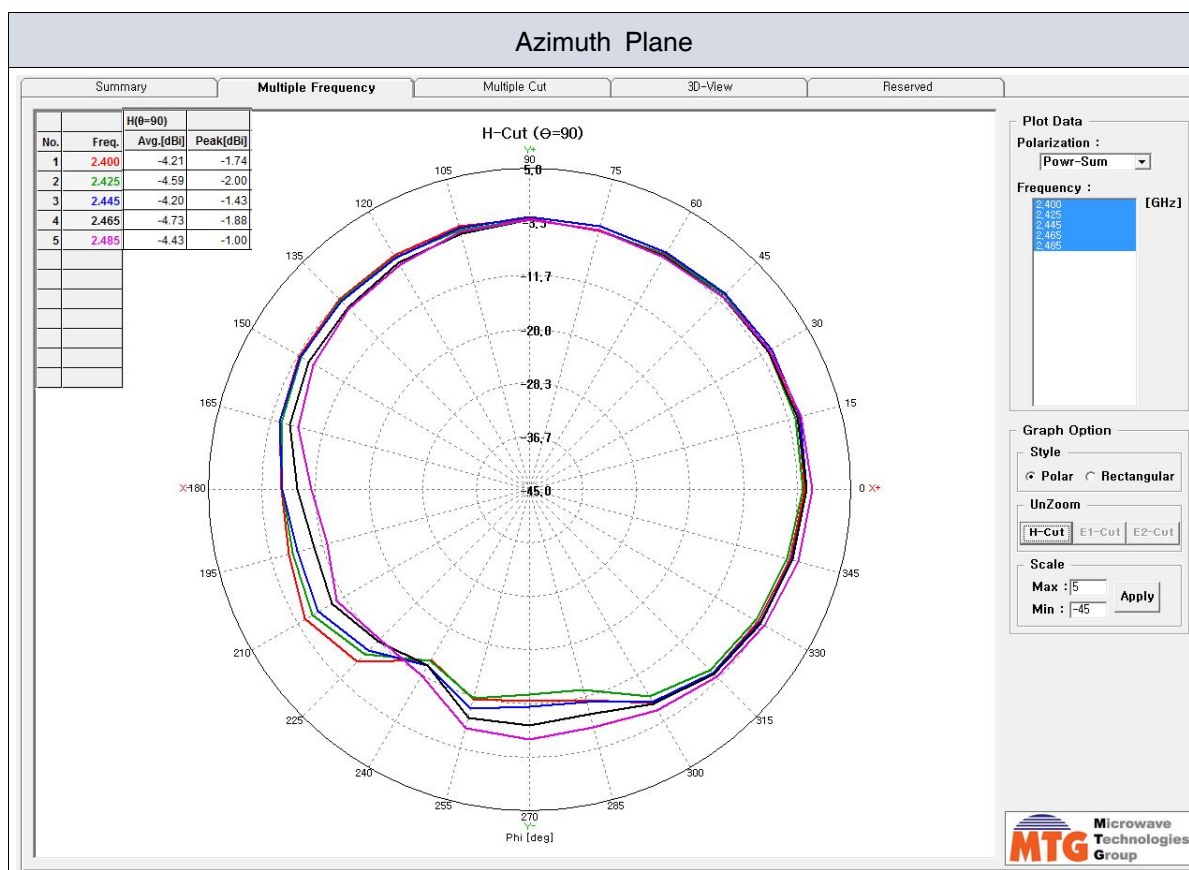 Azimuth Plane
Summary
Multiple Frequency
Multiple Cut
3D-View
Reserved
H(θ=90)
No. Freq. Avg.[dBi] Peak[dBi]
1 2.400 -4.21 -1.74
2 2.425 -4.59 -2.00
3 2.445 -4.20 -1.43
4 2.465 -4.73 -1.88
5 2.485 -4.43 -1.00
H-Cut (Θ=90)
Y+
90
5.0
105
75
120
60
135
45
150
30
165
15
-11.7
-20.0
-28.3
-36.7
-45.0
X-180
0 X+
195
345
210
330
225
315
240
300
255
285
270
Y-
Phi [deg]
Plot Data
Polarization :
Powr-Sum
Frequency :
[GHz]
2,400
2,425
2,445
2,465
2,485
Graph Option
Style
Polar
Rectangular
UnZoom
H-Cut E1-Cut E2-Cut
Scale
Max : 5
Min : -45
Apply
MTG
Microwave
Technologies
Group